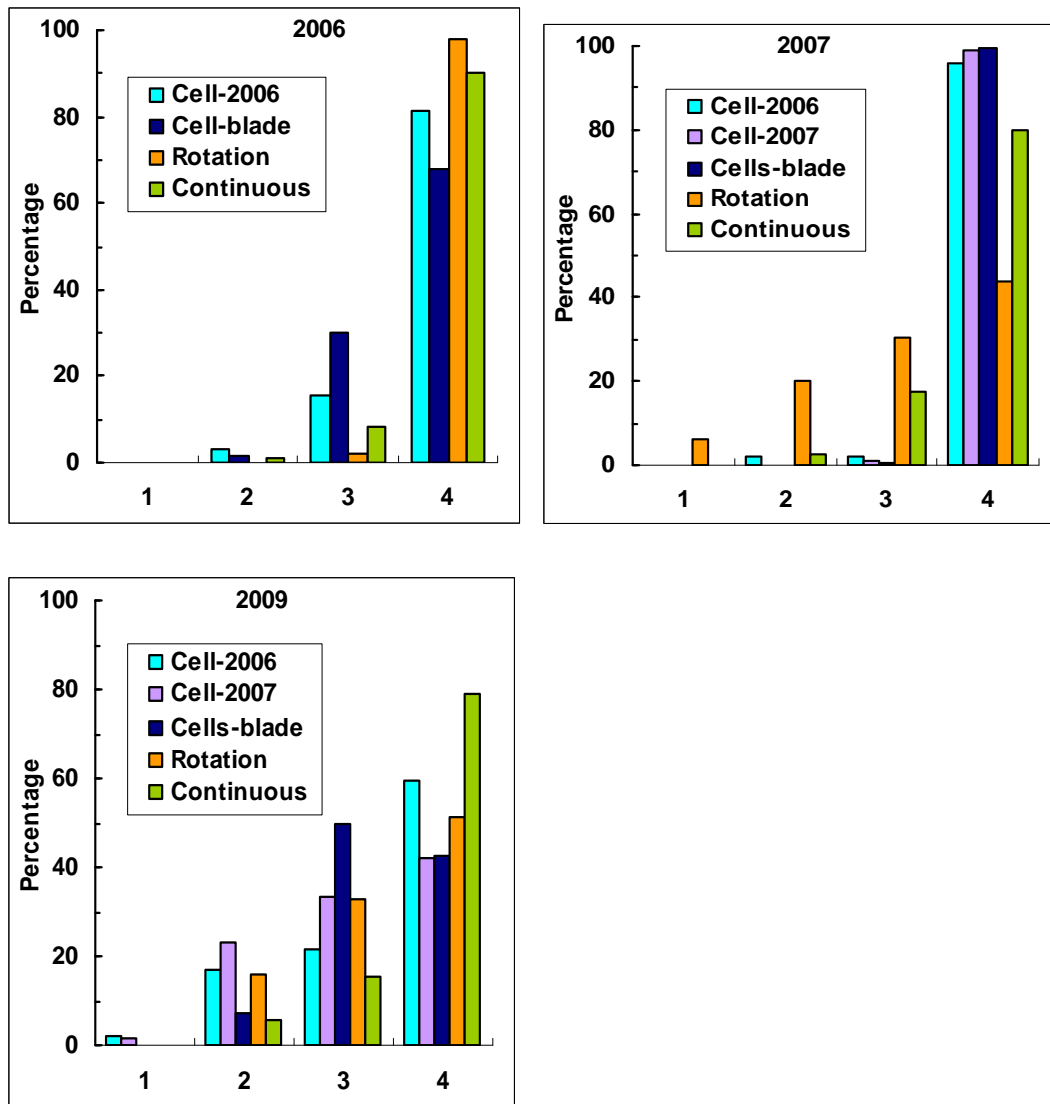 2006
Percentage
100
80
60
40
20
0
Cell-2006
Cell-blade
Rotation
Continuous
1 2 3 4
2007
Percentage
100
80
60
40
20
0
Cell-2006
Cell-2007
Cells-blade
Rotation
Continuous
1 2 3 4
2009
Percentage
100
80
60
40
20
0
Cell-2006
Cell-2007
Cells-blade
Rotation
Continuous
1 2 3 4